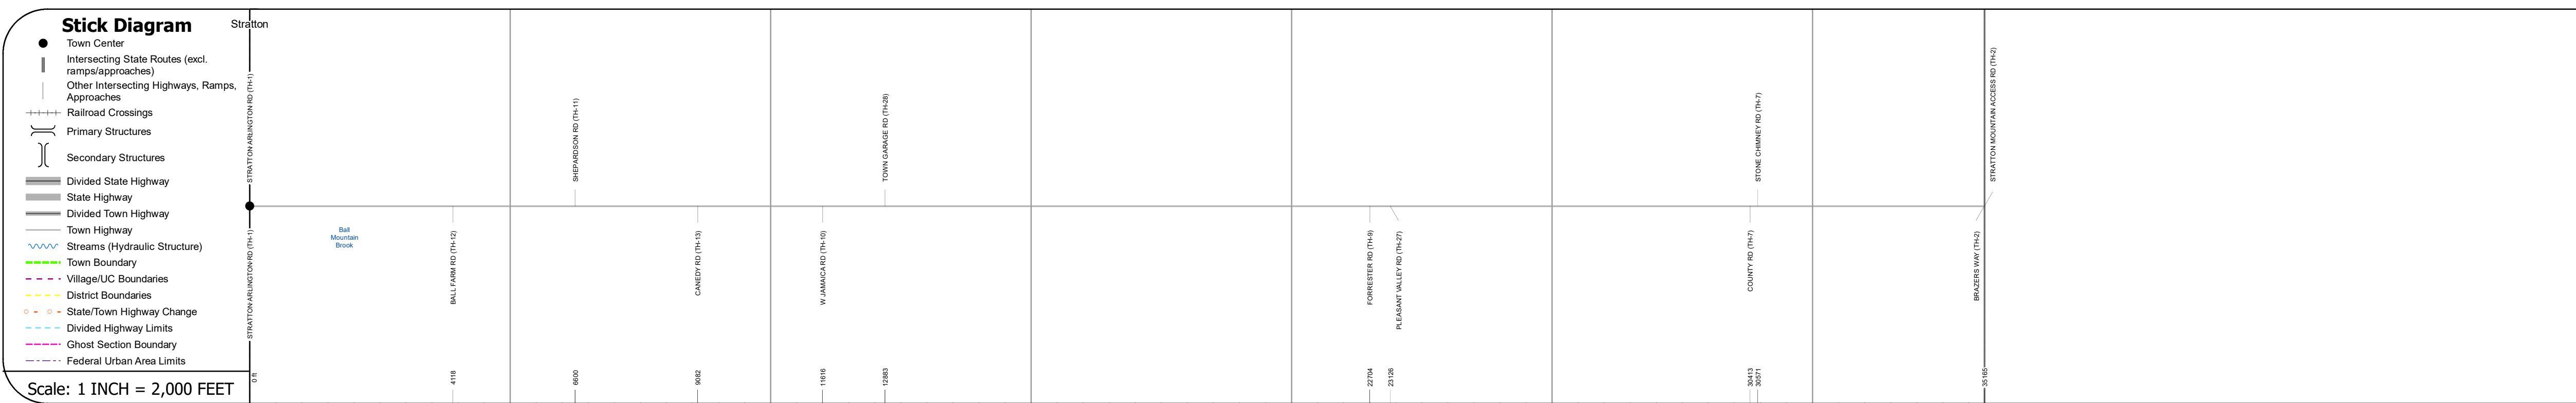 Stick Diagram
Town Center
Intersecting State Routes (excl.
ramps/approaches)
Other Intersecting Highways, Ramps,
Approaches
Railroad Crossings
Primary Structures
Secondary Structures
Divided State Highway
State Highway
Divided Town Highway
Town Highway
Streams (Hydraulic Structure)
Town Boundary
Village/UC Boundaries
District Boundaries
State/Town Highway Change
Divided Highway Limits
Ghost Section Boundary
Federal Urban Area Limits
Scale: 1 INCH = 2,000 FEET
Stratton
STRATTON-ARLINGTON-RD (TH-1)
STRATTON-ARLINGTON-RD (TH-1)
0 ft
Ball
Mountain
Brook
BALL FARM RD (TH-12)
4118
SHEPARDSON RD (TH-11)
6600
CANEDY RD (TH-13)
9082
W JAMAICA RD (TH-10)
11616
TOWN GARAGE RD (TH-28)
12883
FORRESTER RD (TH-9)
22704
PLEASANT VALLEY RD (TH-27)
23126
COUNTY RD (TH-7)
30413
STONE CHIMNEY RD (TH-7)
30571
BRAZERS WAY (TH-2)
STRATTON MOUNTAIN ACCESS RD (TH-2)
35165